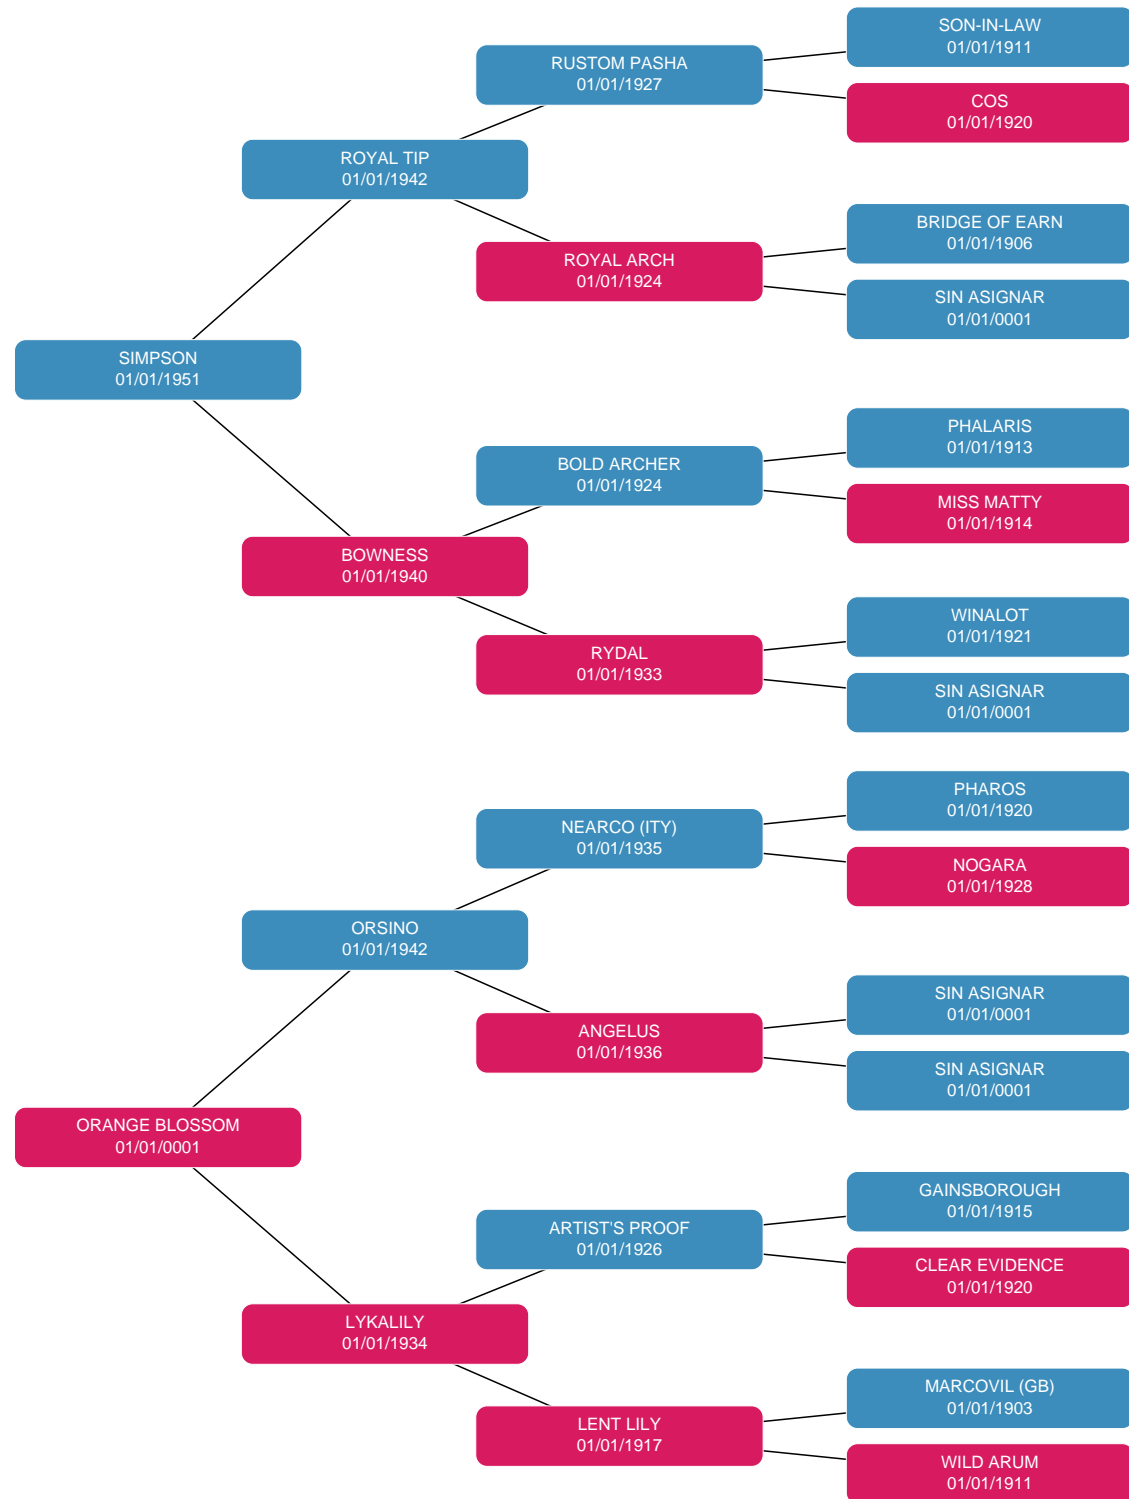 SON-IN-LAW
01/01/1911
RUSTOM PASHA
01/01/1927
COS
01/01/1920
ROYAL TIP
01/01/1942
BRIDGE OF EARN
01/01/1906
ROYAL ARCH
01/01/1924
SIN ASIGNAR
01/01/0001
SIMPSON
01/01/1951
PHALARIS
01/01/1913
BOLD ARCHER
01/01/1924
MISS MATTY
01/01/1914
BOWNESS
01/01/1940
WINALOT
01/01/1921
RYDAL
01/01/1933
SIN ASIGNAR
01/01/0001
PHAROS
01/01/1920
NEARCO (ITY)
01/01/1935
NOGARA
01/01/1928
ORSINO
01/01/1942
SIN ASIGNAR
01/01/0001
ANGELUS
01/01/1936
SIN ASIGNAR
01/01/0001
ORANGE BLOSSOM
01/01/0001
GAINSBOROUGH
01/01/1915
ARTIST'S PROOF
01/01/1926
CLEAR EVIDENCE
01/01/1920
LYKALILY
01/01/1934
MARCOVIL (GB)
01/01/1903
LENT LILY
01/01/1917
WILD ARUM
01/01/1911